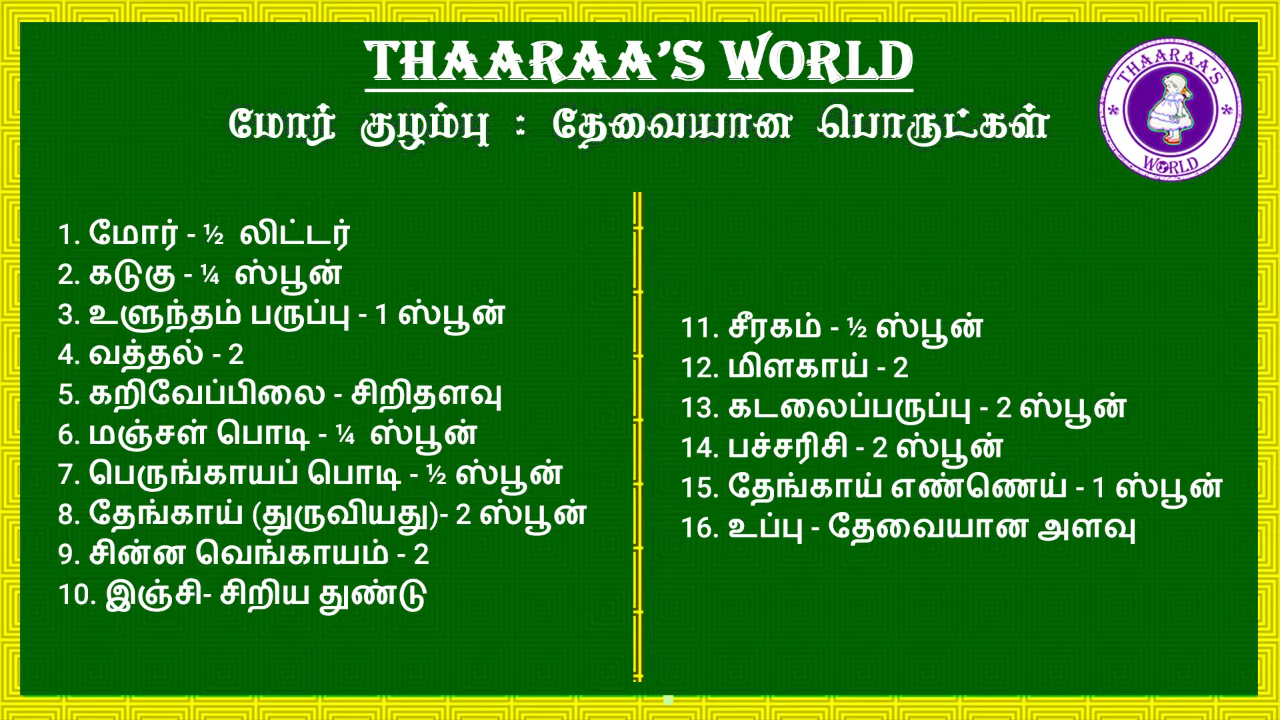 THAARAA'S WORLD
மோர் குழம்பு : தேவையான பொருட்கள்
THAARAA'S
WORLD
1. மோர் - ½ லிட்டர்
2. கடுகு - ¼ ஸ்பூன்
3. உளுந்தம் பருப்பு - 1 ஸ்பூன்
4. வத்தல் - 2
5. கறிவேப்பிலை - சிறிதளவு
6. மஞ்சள் பொடி - ¼ ஸ்பூன்
7. பெருங்காயப் பொடி - ½ ஸ்பூன்
8. தேங்காய் (துருவியது)- 2 ஸ்பூன்
9. சின்ன வெங்காயம் - 2
10. இஞ்சி- சிறிய துண்டு
11. சீரகம் - ½ ஸ்பூன்
12. மிளகாய் - 2
13. கடலைப்பருப்பு - 2 ஸ்பூன்
14. பச்சரிசி - 2 ஸ்பூன்
15. தேங்காய் எண்ணெய் - 1 ஸ்பூன்
16. உப்பு - தேவையான அளவு